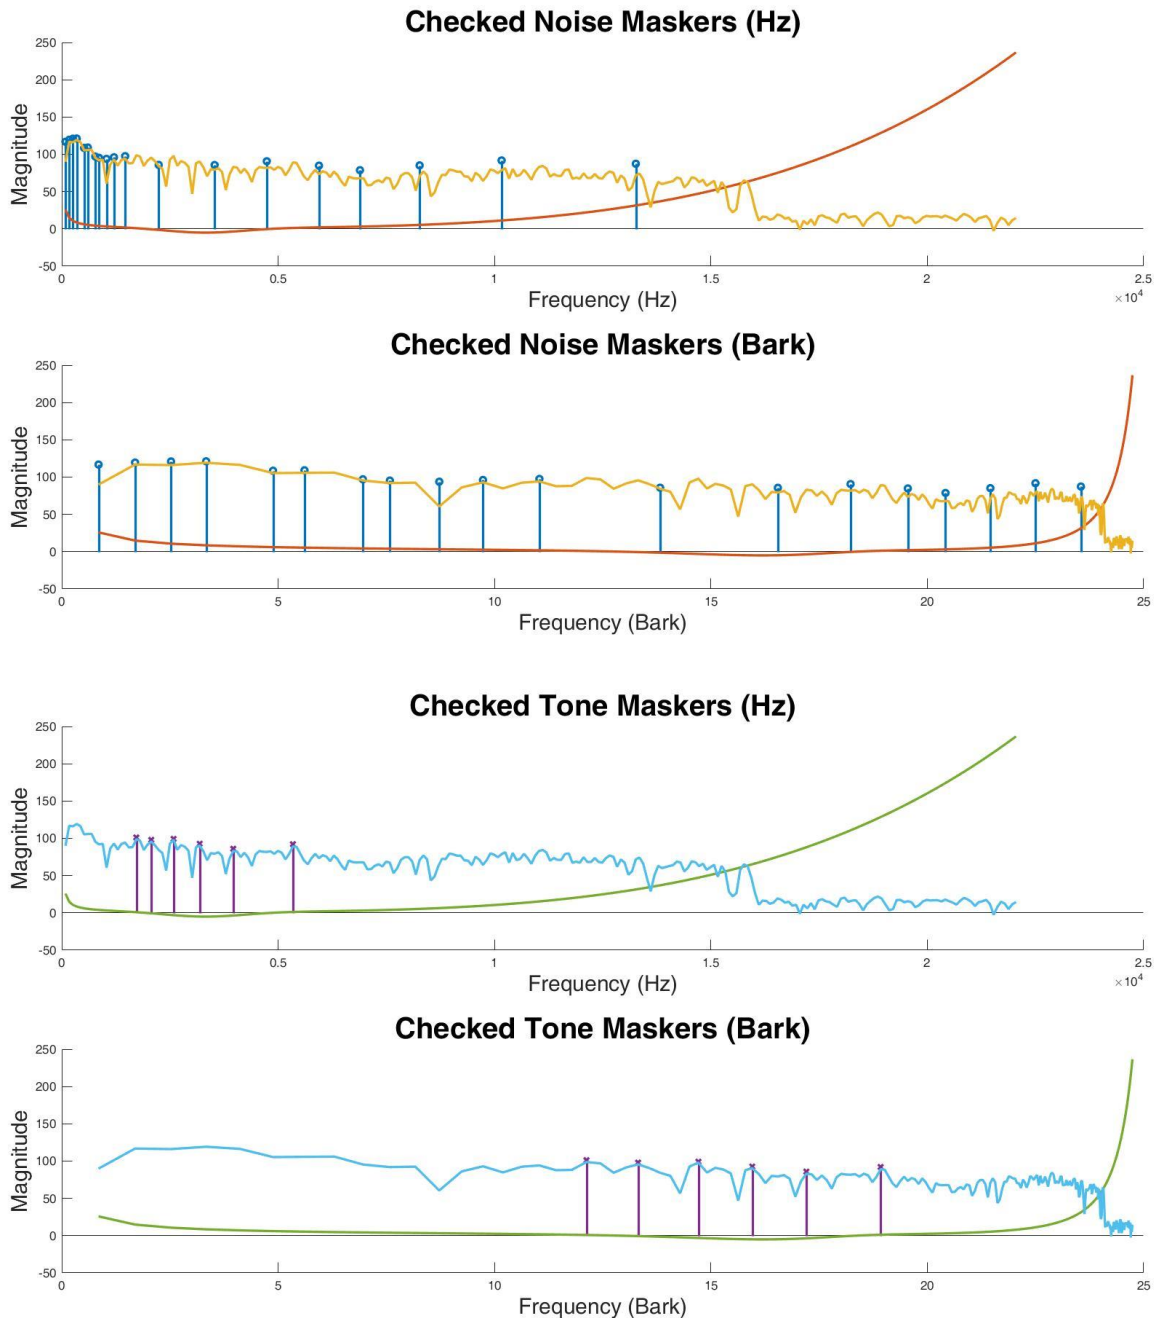 Checked Noise Maskers (Hz)
250
200
150
100
50
0
-50
Magnitude
0 0.5 1 1.5 2 2.5
×10⁴
Frequency (Hz)
Checked Noise Maskers (Bark)
250
200
150
100
50
0
-50
Magnitude
0 5 10 15 20 25
Frequency (Bark)
Checked Tone Maskers (Hz)
250
200
150
100
50
0
-50
Magnitude
0 0.5 1 1.5 2 2.5
×10⁴
Frequency (Hz)
Checked Tone Maskers (Bark)
250
200
150
100
50
0
-50
Magnitude
0 5 10 15 20 25
Frequency (Bark)